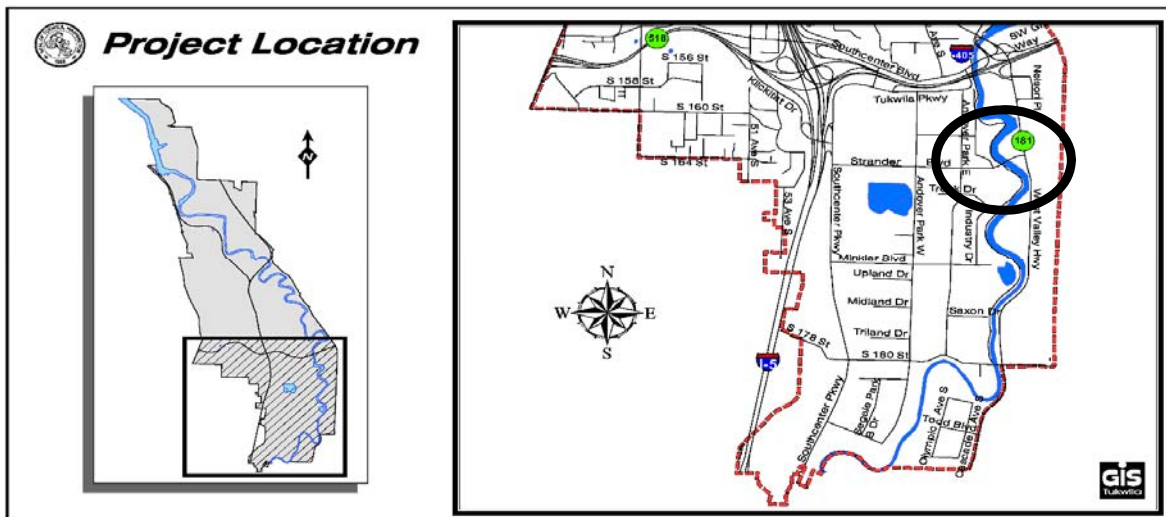 Project Location
N
518
S 156 St
S 158 St
S 160 St
S 164 St
51 Ave S
53 Ave S
Klickitat Dr
Southcenter Blvd
I-405
SW G
Way
Ave S
Nelson Pl
Tukwila Pkwy
Andover Park E
181
Strander Blvd
Southcenter Pkwy
Andover Park W
Industry Dr
West Valley Hwy
Minkler Blvd
Upland Dr
Midland Dr
Triland Dr
Saxon Dr
S 178 St
S 180 St
N
W E
S
I-5
Southcenter Pkwy
Segale Park
B Dr
Olympic Ave S
Todd Blvd
Cascade Ave S
GIS
Tukwila